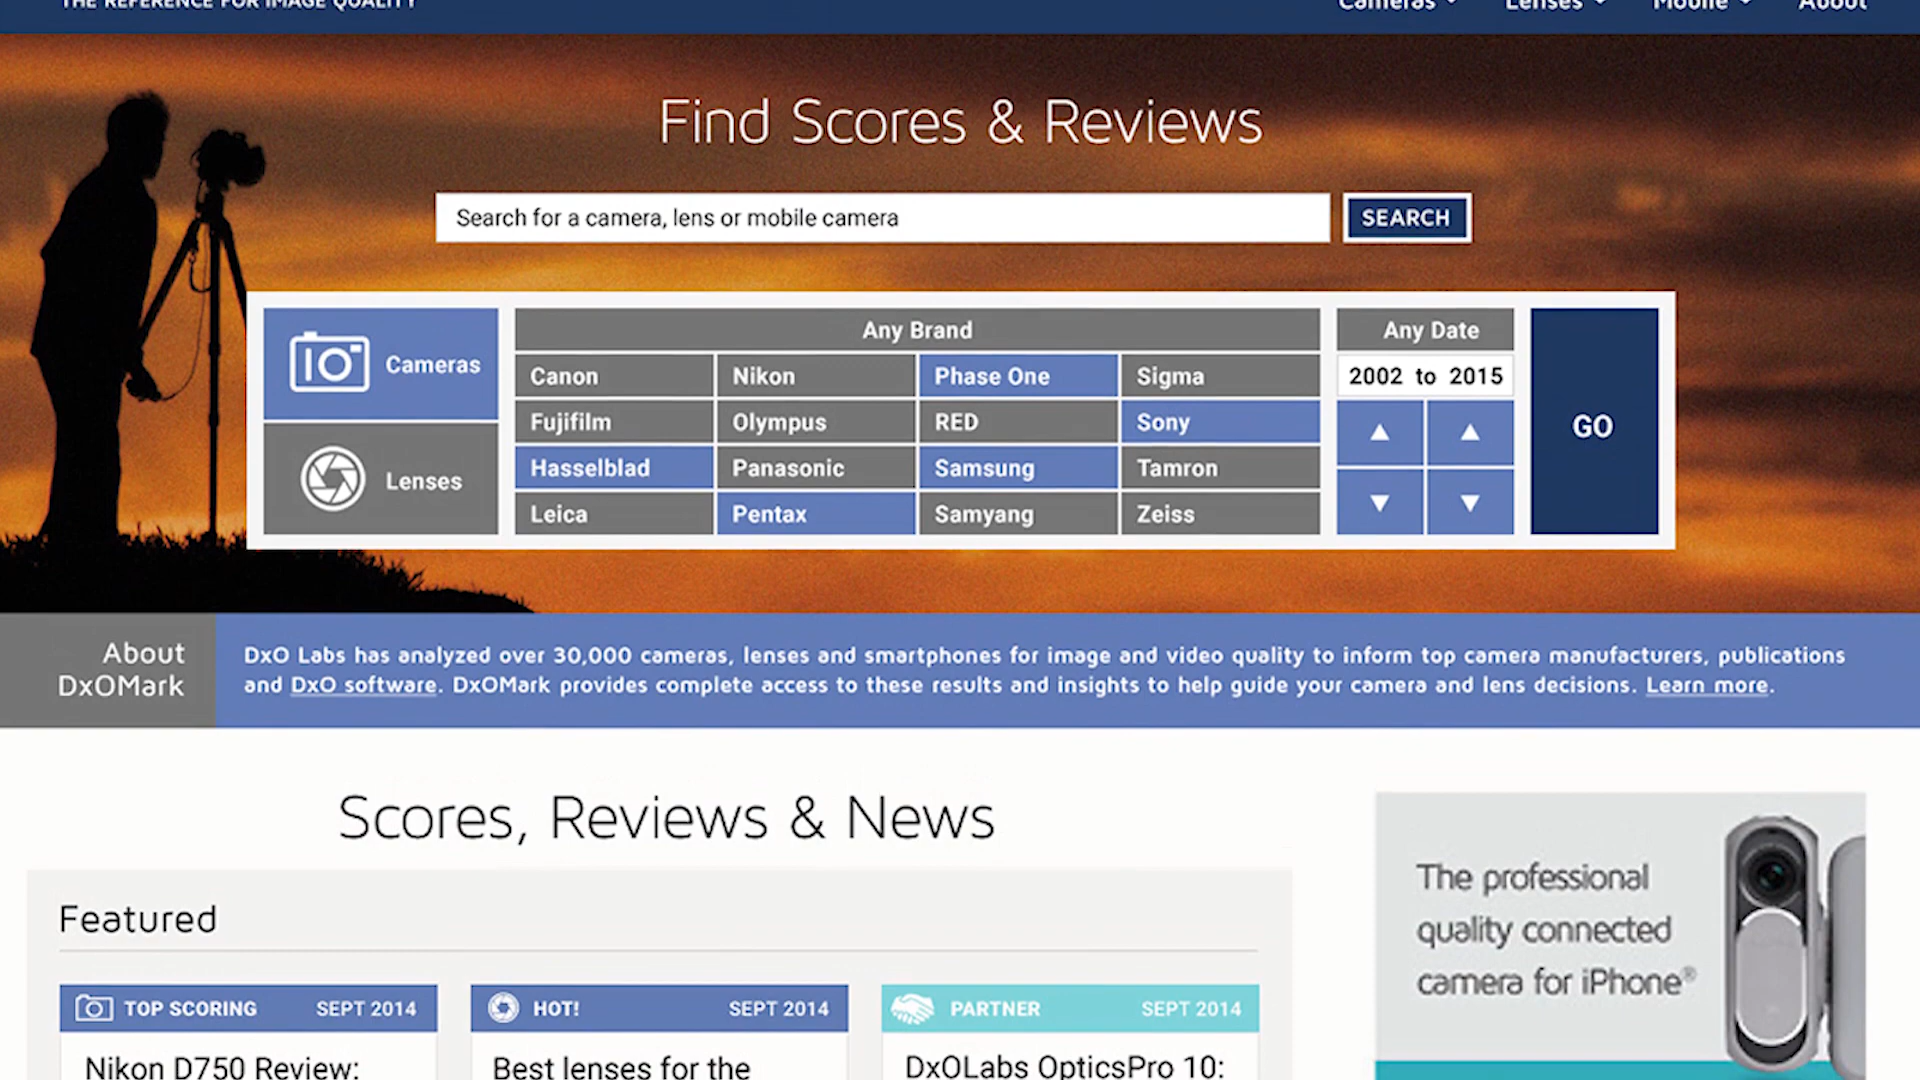 THE REFERENCE FOR IMAGE QUALITY
Cameras Lenses Mobile About
Find Scores & Reviews
Search for a camera, lens or mobile camera
SEARCH
Cameras
Lenses
Any Brand
Canon Nikon Phase One Sigma
Fujifilm Olympus RED Sony
Hasselblad Panasonic Samsung Tamron
Leica Pentax Samyang Zeiss
Any Date
2002 to 2015
GO
About
DxOMark
DxO Labs has analyzed over 30,000 cameras, lenses and smartphones for image and video quality to inform top camera manufacturers, publications
and DxO software. DxOMark provides complete access to these results and insights to help guide your camera and lens decisions. Learn more.
Scores, Reviews & News
Featured
TOP SCORING SEPT 2014
Nikon D750 Review:
HOT! SEPT 2014
Best lenses for the
PARTNER SEPT 2014
DxOLabs OpticsPro 10:
The professional
quality connected
camera for iPhone®